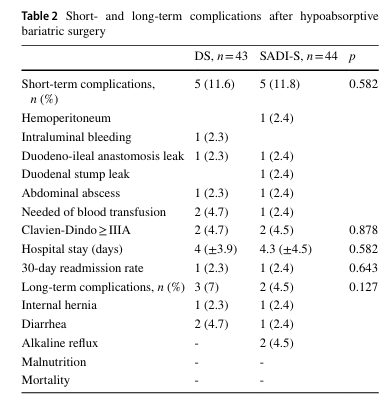 Table 2 Short- and long-term complications after hypoabsorptive
bariatric surgery
DS, n=43 SADI-S, n=44 p
Short-term complications, 5 (11.6) 5 (11.8) 0.582
n (%)
Hemoperitoneum 1 (2.4)
Intraluminal bleeding 1 (2.3)
Duodeno-ileal anastomosis leak 1 (2.3) 1 (2.4)
Duodenal stump leak 1 (2.4)
Abdominal abscess 1 (2.3) 1 (2.4)
Needed of blood transfusion 2 (4.7) 1 (2.4)
Clavien-Dindo ≥ IIIA 2 (4.7) 2 (4.5) 0.878
Hospital stay (days) 4 (±3.9) 4.3 (±4.5) 0.582
30-day readmission rate 1 (2.3) 1 (2.4) 0.643
Long-term complications, n (%) 3 (7) 2 (4.5) 0.127
Internal hernia 1 (2.3) 1 (2.4)
Diarrhea 2 (4.7) 1 (2.4)
Alkaline reflux - 2 (4.5)
Malnutrition - -
Mortality - -